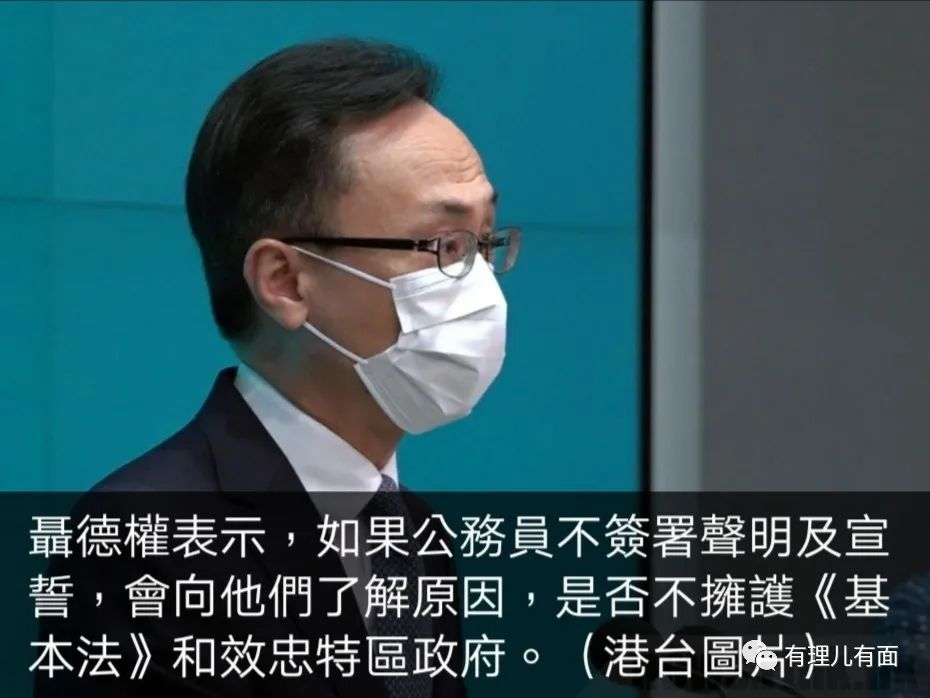 聶德權表示，如果公務員不簽署聲明及宣
誓，會向他們了解原因，是否不擁護《基
本法》和效忠特區政府。（港台圖片）
有理儿有面